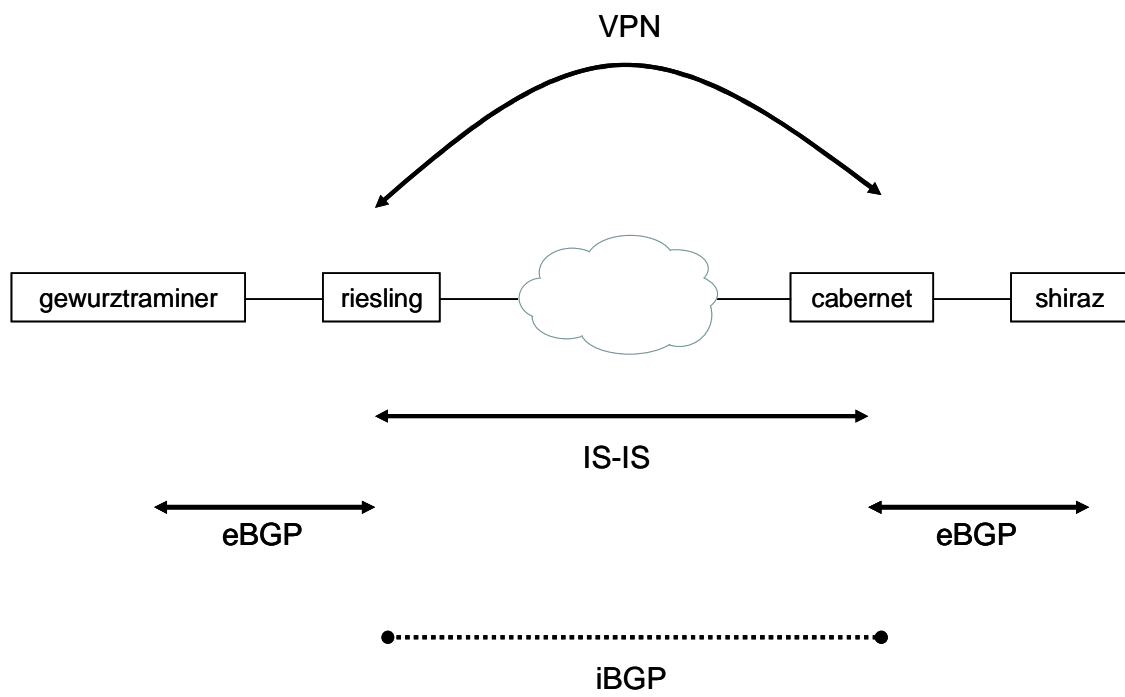 VPN
gewurztraminer
riesling
cabernet
shiraz
IS-IS
eBGP
eBGP
iBGP